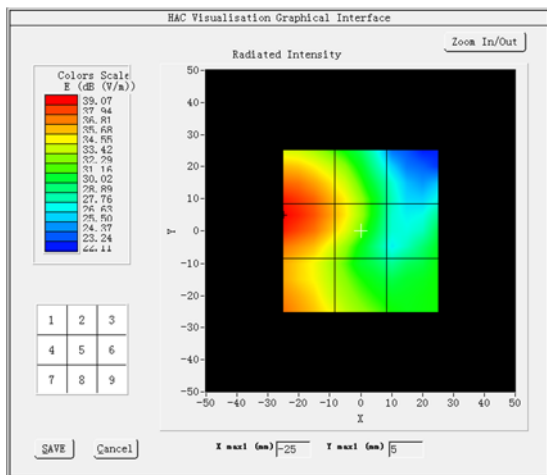 HAC Visualisation Graphical Interface
Zoom In/Out
Radiated Intensity
Colors Scale
E (dB (V/m))
39.07
37.94
36.81
35.68
34.55
33.42
32.29
31.16
30.02
28.89
27.76
26.63
25.50
24.37
23.24
50
40
30
20
10
0
-10
-20
-30
-40
-50
Y
-50 -40 -30 -20 -10 0 10 20 30 40 50
X
1 2 3
4 5 6
7 8 9
SAVE
Cancel
X max1 (mm) -25
Y max1 (mm) 5